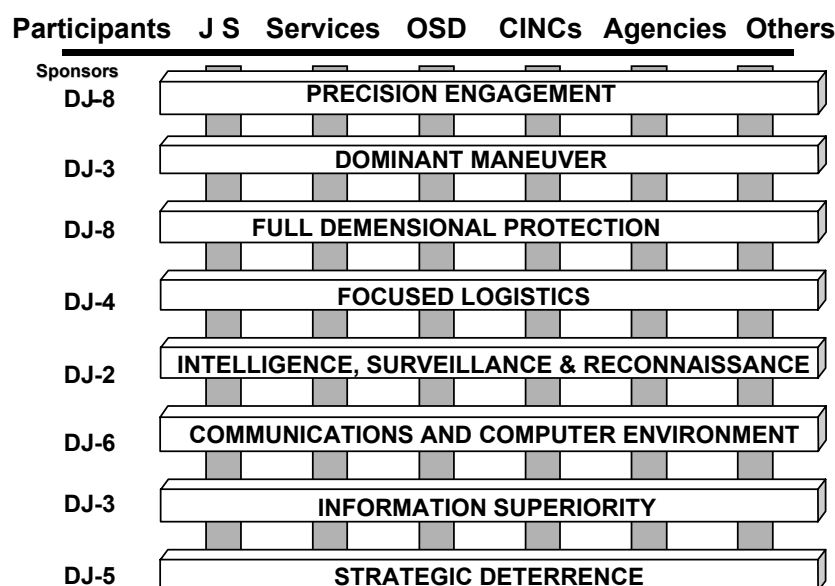 Participants J S Services OSD CINCs Agencies Others
Sponsors
DJ-8 PRECISION ENGAGEMENT
DJ-3 DOMINANT MANEUVER
DJ-8 FULL DEMENSIONAL PROTECTION
DJ-4 FOCUSED LOGISTICS
DJ-2 INTELLIGENCE, SURVEILLANCE & RECONNAISSANCE
DJ-6 COMMUNICATIONS AND COMPUTER ENVIRONMENT
DJ-3 INFORMATION SUPERIORITY
DJ-5 STRATEGIC DETERRENCE